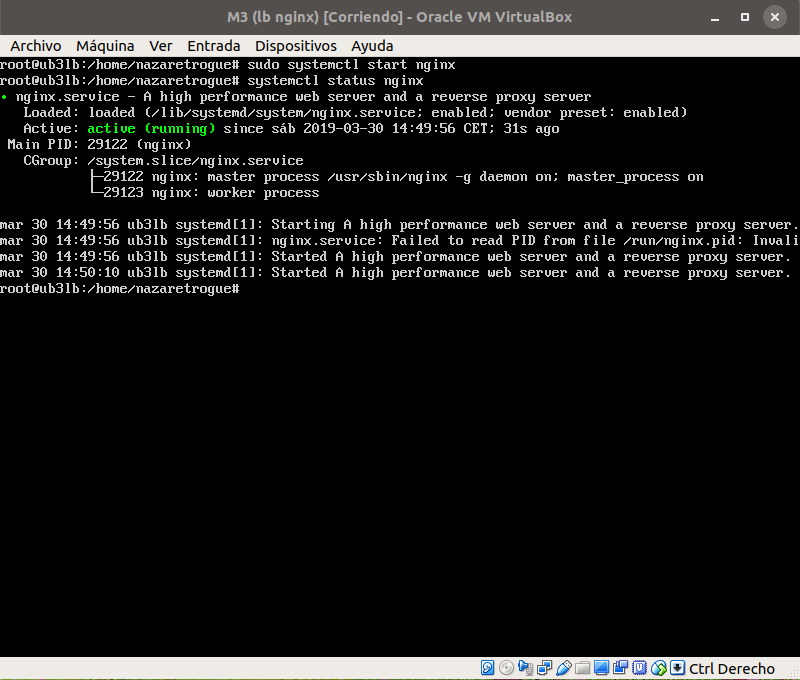 M3 (lb nginx) [Corriendo] - Oracle VM VirtualBox
Archivo Máquina Ver Entrada Dispositivos Ayuda
root@ub3lb:/home/nazaretrogue# sudo systemctl start nginx
root@ub3lb:/home/nazaretrogue# systemctl status nginx
● nginx.service - A high performance web server and a reverse proxy server
   Loaded: loaded (/lib/systemd/system/nginx.service; enabled; vendor preset: enabled)
   Active: active (running) since sáb 2019-03-30 14:49:56 CET; 31s ago
 Main PID: 29122 (nginx)
   CGroup: /system.slice/nginx.service
           ├─29122 nginx: master process /usr/sbin/nginx -g daemon on; master_process on
           └─29123 nginx: worker process
mar 30 14:49:56 ub3lb systemd[1]: Starting A high performance web server and a reverse proxy server.
mar 30 14:49:56 ub3lb systemd[1]: nginx.service: Failed to read PID from file /run/nginx.pid: Invali
mar 30 14:49:56 ub3lb systemd[1]: Started A high performance web server and a reverse proxy server.
mar 30 14:50:10 ub3lb systemd[1]: Started A high performance web server and a reverse proxy server.
root@ub3lb:/home/nazaretrogue#
Ctrl Derecho